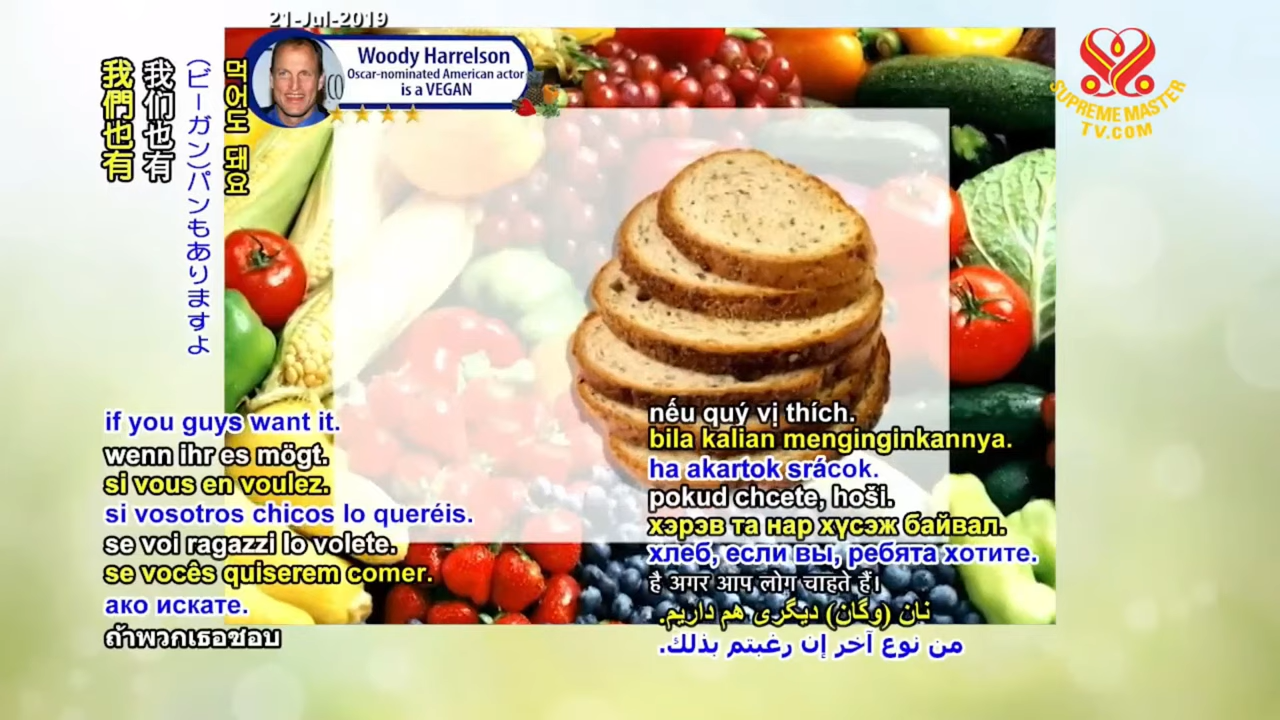 21-Jul-2019
Woody Harrelson
Oscar-nominated American actor
is a VEGAN
SUPREME MASTER
TV.COM
我們也有
我们也有
(ビーガン)パンもありますよ
먹어도 돼요
if you guys want it.
wenn ihr es mögt.
si vous en voulez.
si vosotros chicos lo queréis.
se voi ragazzi lo volete.
se vocês quiserem comer.
ако искате.
ถ้าพวกเธอชอบ
nếu quý vị thích.
bila kalian menginginkannya.
ha akartok srácok.
pokud chcete, hoši.
хэрэв та нар хүсэж байвал.
хлеб, если вы, ребята хотите.
है अगर आप लोग चाहते हैं।
نان (وگان) دیگری هم داریم.
من نوع آخر إن رغبتم بذلك.